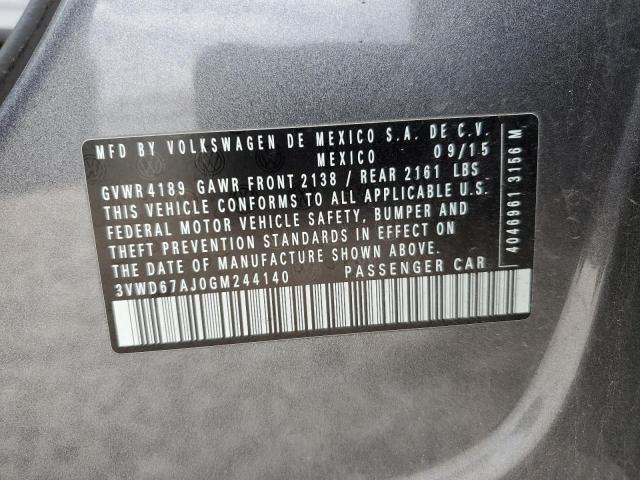 MFD BY VOLKSWAGEN DE MEXICO S.A. DE C.V.
MEXICO 09/15
GVWR 4189 GAWR FRONT 2138 / REAR 2161 LBS
THIS VEHICLE CONFORMS TO ALL APPLICABLE U.S.
FEDERAL MOTOR VEHICLE SAFETY, BUMPER AND
THEFT PREVENTION STANDARDS IN EFFECT ON
THE DATE OF MANUFACTURE SHOWN ABOVE.
3VWD67AJ0GM244140 PASSENGER CAR
4046961 3156 M